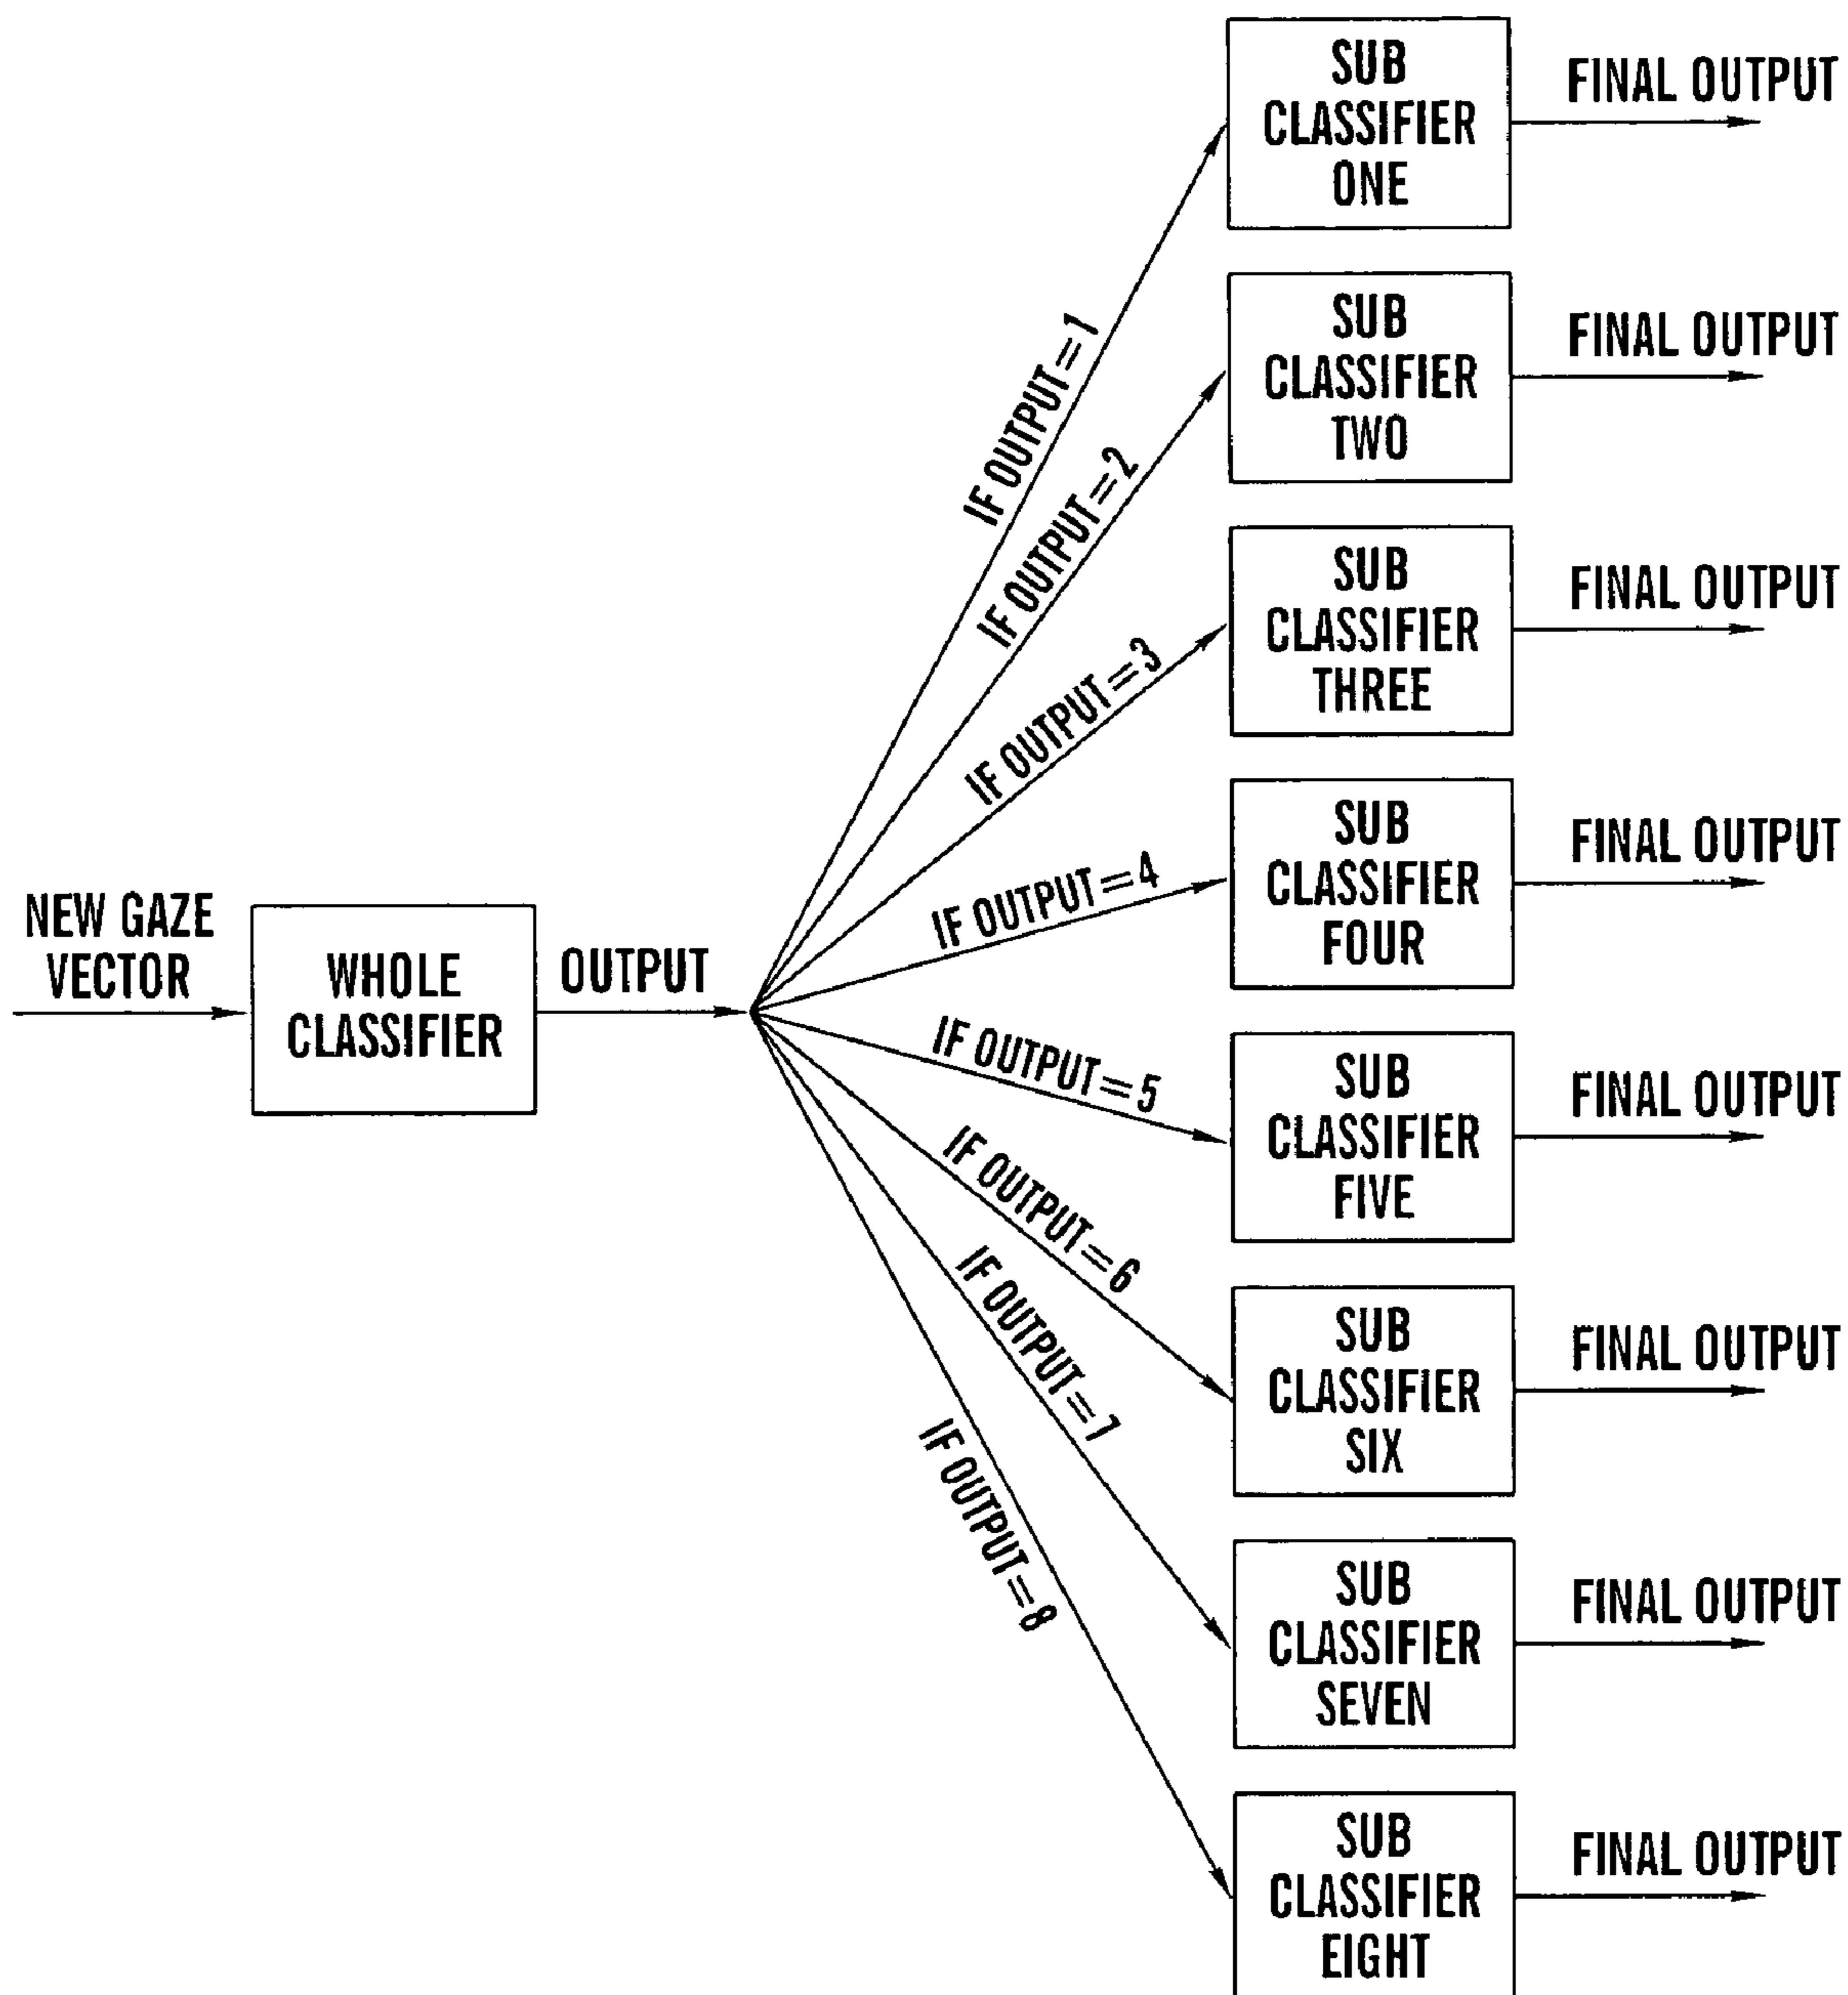 NEW GAZE
VECTOR
WHOLE
CLASSIFIER
OUTPUT
IF OUTPUT=1
SUB
CLASSIFIER
ONE
FINAL OUTPUT
IF OUTPUT=2
SUB
CLASSIFIER
TWO
FINAL OUTPUT
IF OUTPUT=3
SUB
CLASSIFIER
THREE
FINAL OUTPUT
IF OUTPUT=4
SUB
CLASSIFIER
FOUR
FINAL OUTPUT
IF OUTPUT=5
SUB
CLASSIFIER
FIVE
FINAL OUTPUT
IF OUTPUT=6
SUB
CLASSIFIER
SIX
FINAL OUTPUT
IF OUTPUT=7
SUB
CLASSIFIER
SEVEN
FINAL OUTPUT
IF OUTPUT=8
SUB
CLASSIFIER
EIGHT
FINAL OUTPUT